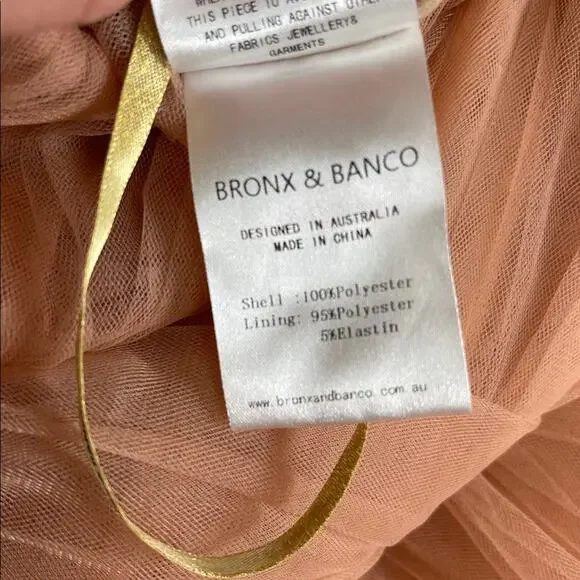 THIS PIECE TO
AND PULLING AGAINST
FABRICS JEWELLERY&
GARMENTS
BRONX & BANCO
DESIGNED IN AUSTRALIA
MADE IN CHINA
Shell :100%Polyester
Lining: 95%Polyester
5%Elastin
www.bronxandbanco.com.au